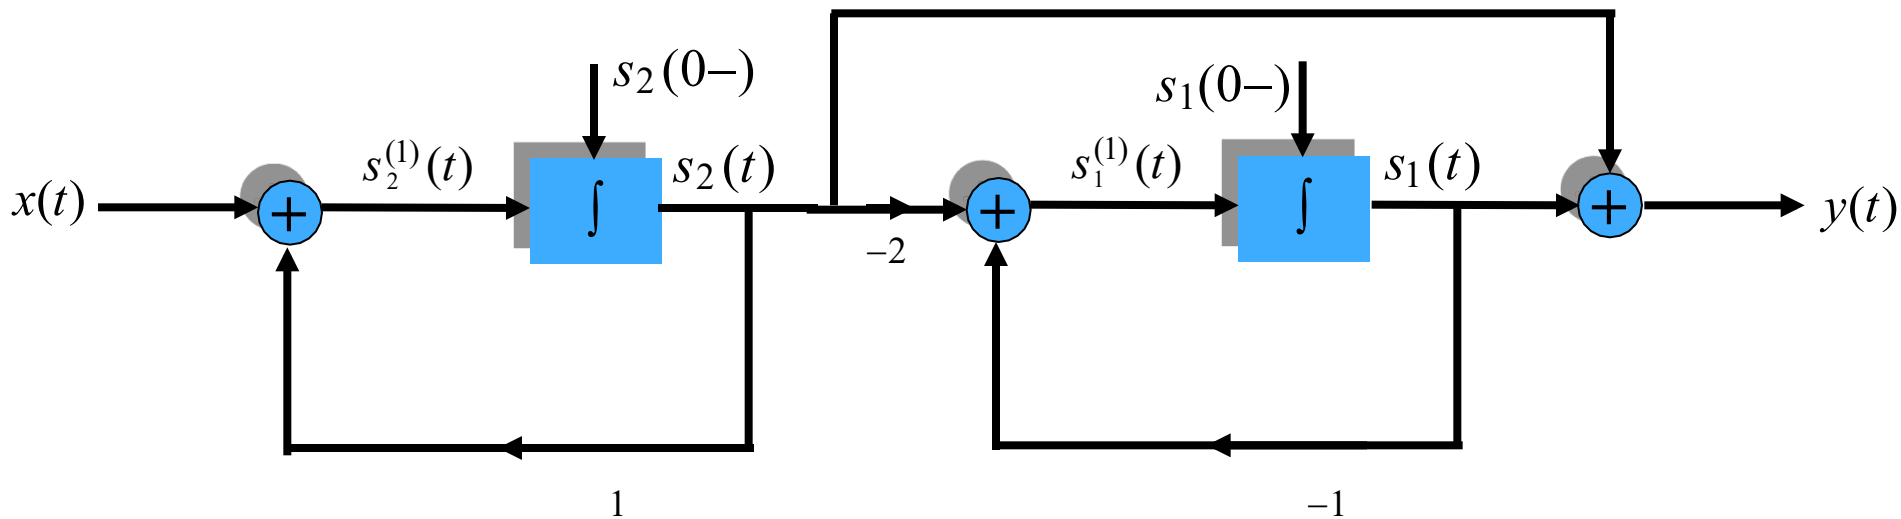 s₂(0−)
s₁(0−)
x(t)
+
s₂⁽¹⁾(t)
∫
s₂(t)
−2
+
s₁⁽¹⁾(t)
∫
s₁(t)
+
y(t)
1
−1